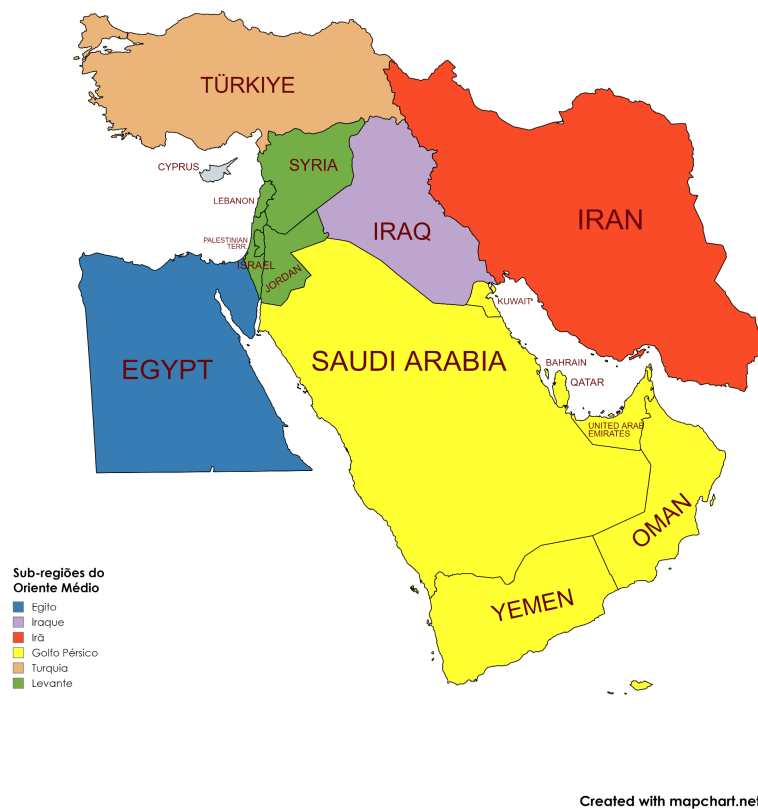 TÜRKIYE
CYPRUS
SYRIA
LEBANON
IRAQ
IRAN
PALESTINIAN
TERR.
ISRAEL
JORDAN
KUWAIT
EGYPT
SAUDI ARABIA
BAHRAIN
QATAR
UNITED ARAB
EMIRATES
OMAN
YEMEN
Sub-regiões do
Oriente Médio
Egito
Iraque
Irã
Golfo Pérsico
Turquia
Levante
Created with mapchart.net